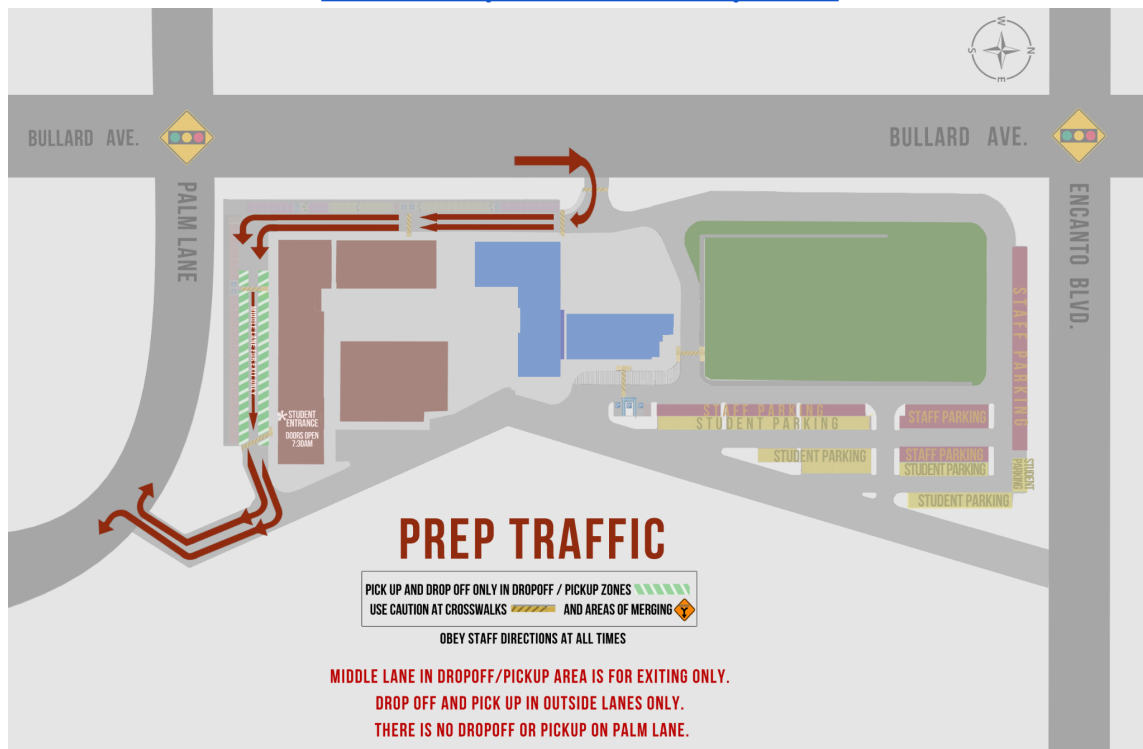 W
S
N
E
BULLARD AVE.
BULLARD AVE.
PALM LANE
ENCANTO BLVD.
STAFF PARKING
STUDENT
ENTRANCE
DOORS OPEN
7:30AM
STAFF PARKING
STUDENT PARKING
STAFF PARKING
STUDENT PARKING
STAFF PARKING
STUDENT PARKING
STUDENT
PARKING
STUDENT PARKING
PREP TRAFFIC
PICK UP AND DROP OFF ONLY IN DROPOFF / PICKUP ZONES
USE CAUTION AT CROSSWALKS AND AREAS OF MERGING
OBEY STAFF DIRECTIONS AT ALL TIMES
MIDDLE LANE IN DROPOFF/PICKUP AREA IS FOR EXITING ONLY.
DROP OFF AND PICK UP IN OUTSIDE LANES ONLY.
THERE IS NO DROPOFF OR PICKUP ON PALM LANE.